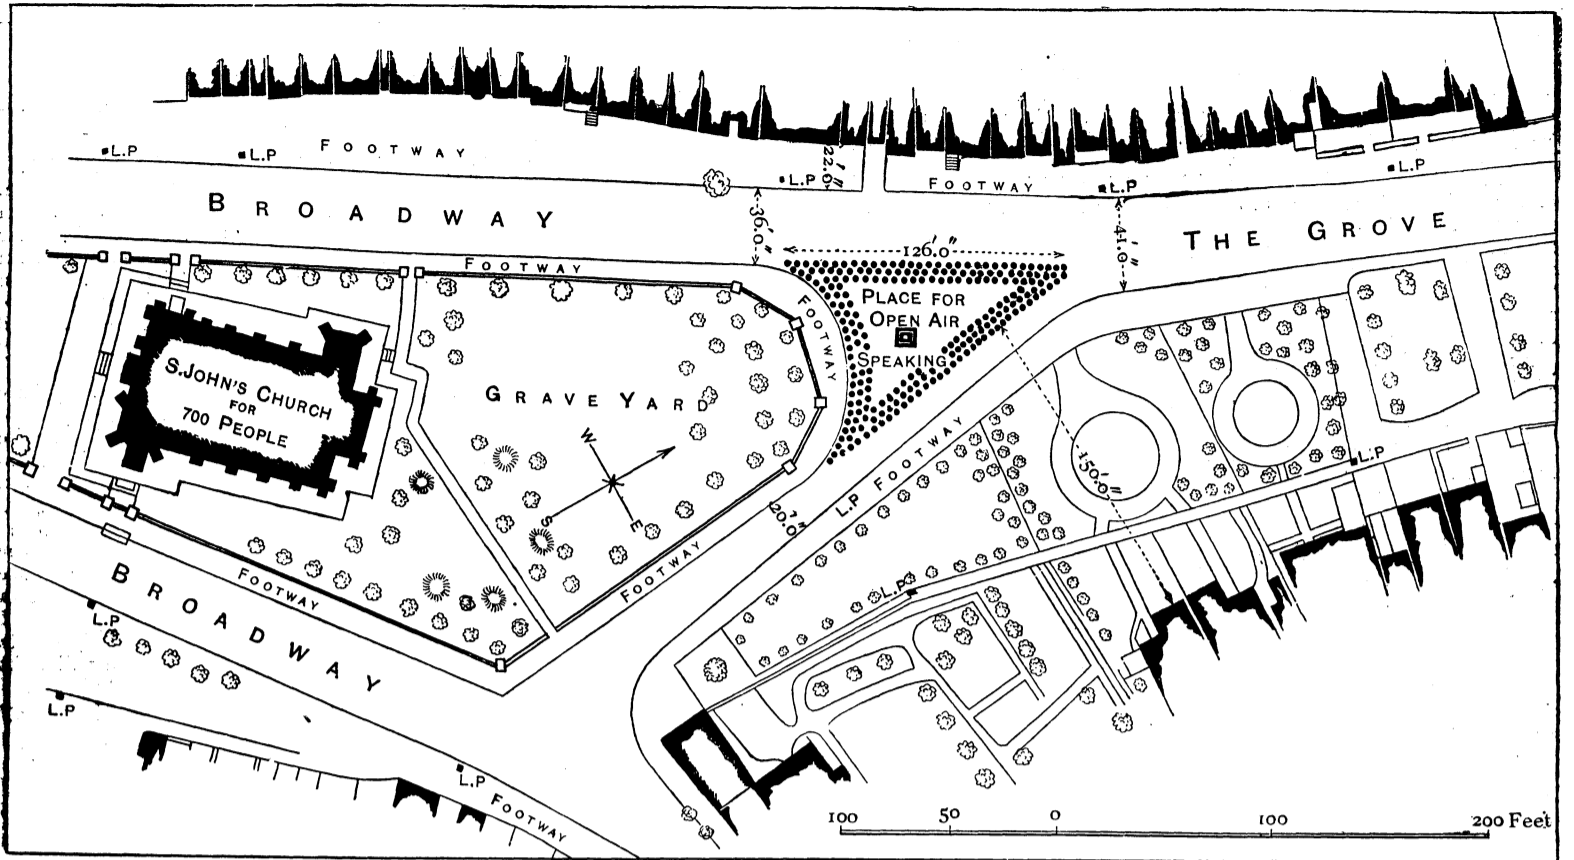 L.P
L.P
FOOTWAY
L.P
22'.0"
FOOTWAY
L.P
L.P
BROADWAY
36'.0"
126'.0"
41'.0"
THE GROVE
FOOTWAY
FOOTWAY
PLACE FOR
OPEN AIR
SPEAKING
S. JOHN'S CHURCH
FOR
700 PEOPLE
GRAVE YARD
W
S
E
L.P
FOOTWAY
150'.0"
L.P
20'.0"
FOOTWAY
FOOTWAY
BROADWAY
L.P
L.P
L.P
L.P
FOOTWAY
100 50 0 100 200 Feet